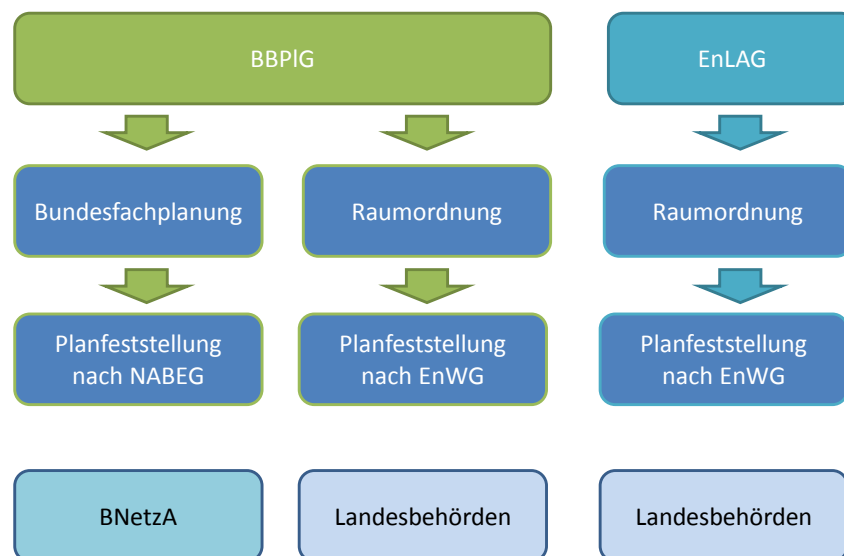 BBPlG
EnLAG
Bundesfachplanung
Raumordnung
Raumordnung
Planfeststellung
nach NABEG
Planfeststellung
nach EnWG
Planfeststellung
nach EnWG
BNetzA
Landesbehörden
Landesbehörden